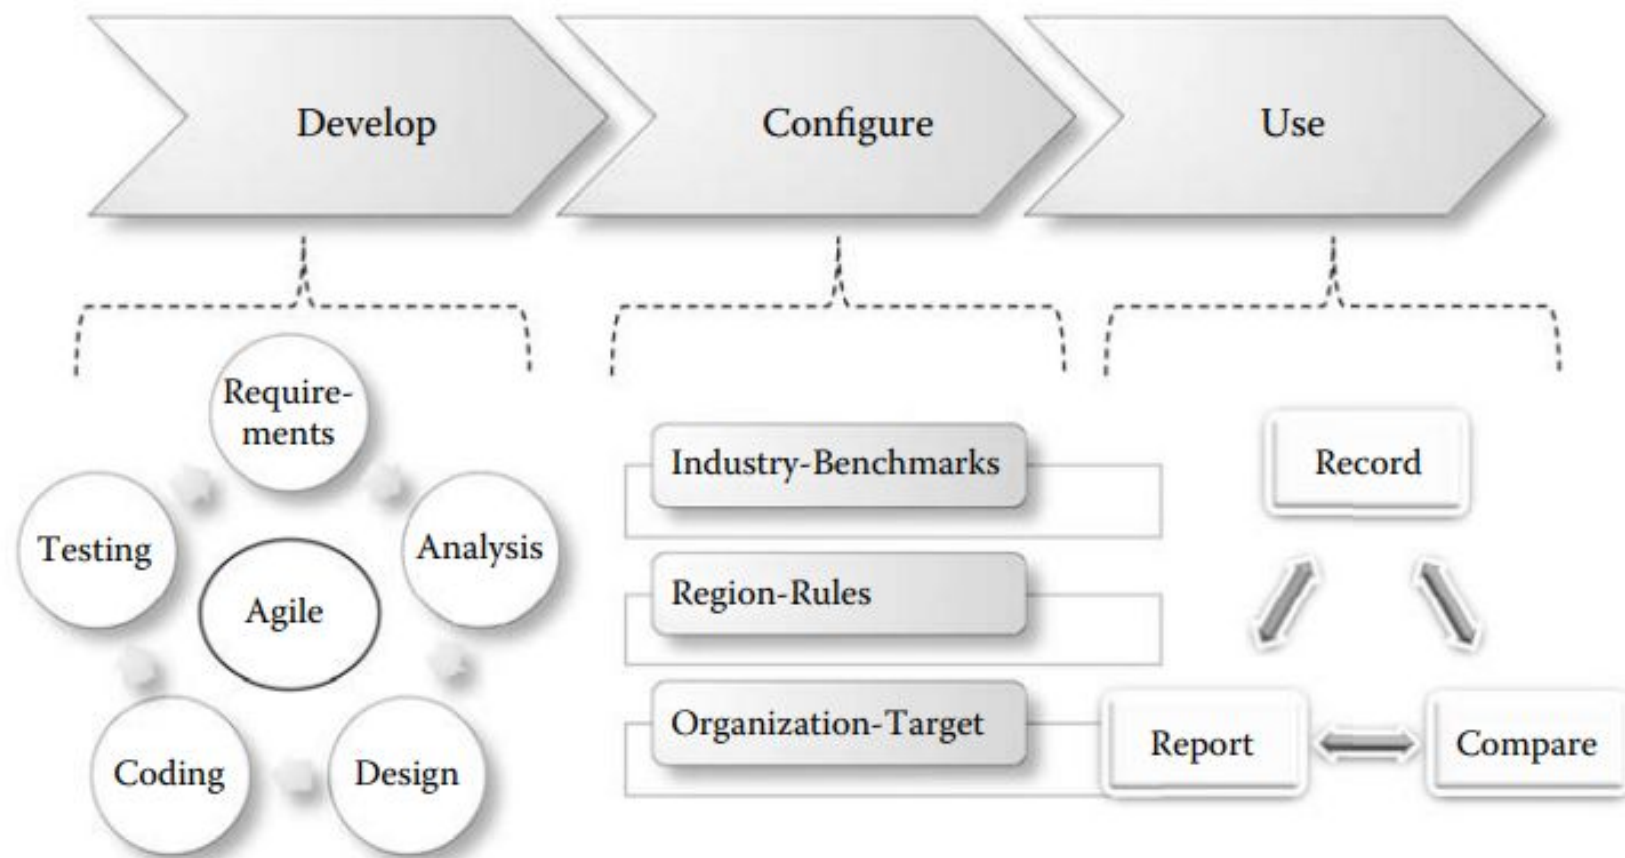 Develop
Configure
Use
Require-
ments
Testing
Analysis
Agile
Coding
Design
Industry-Benchmarks
Region-Rules
Organization-Target
Record
Report
Compare